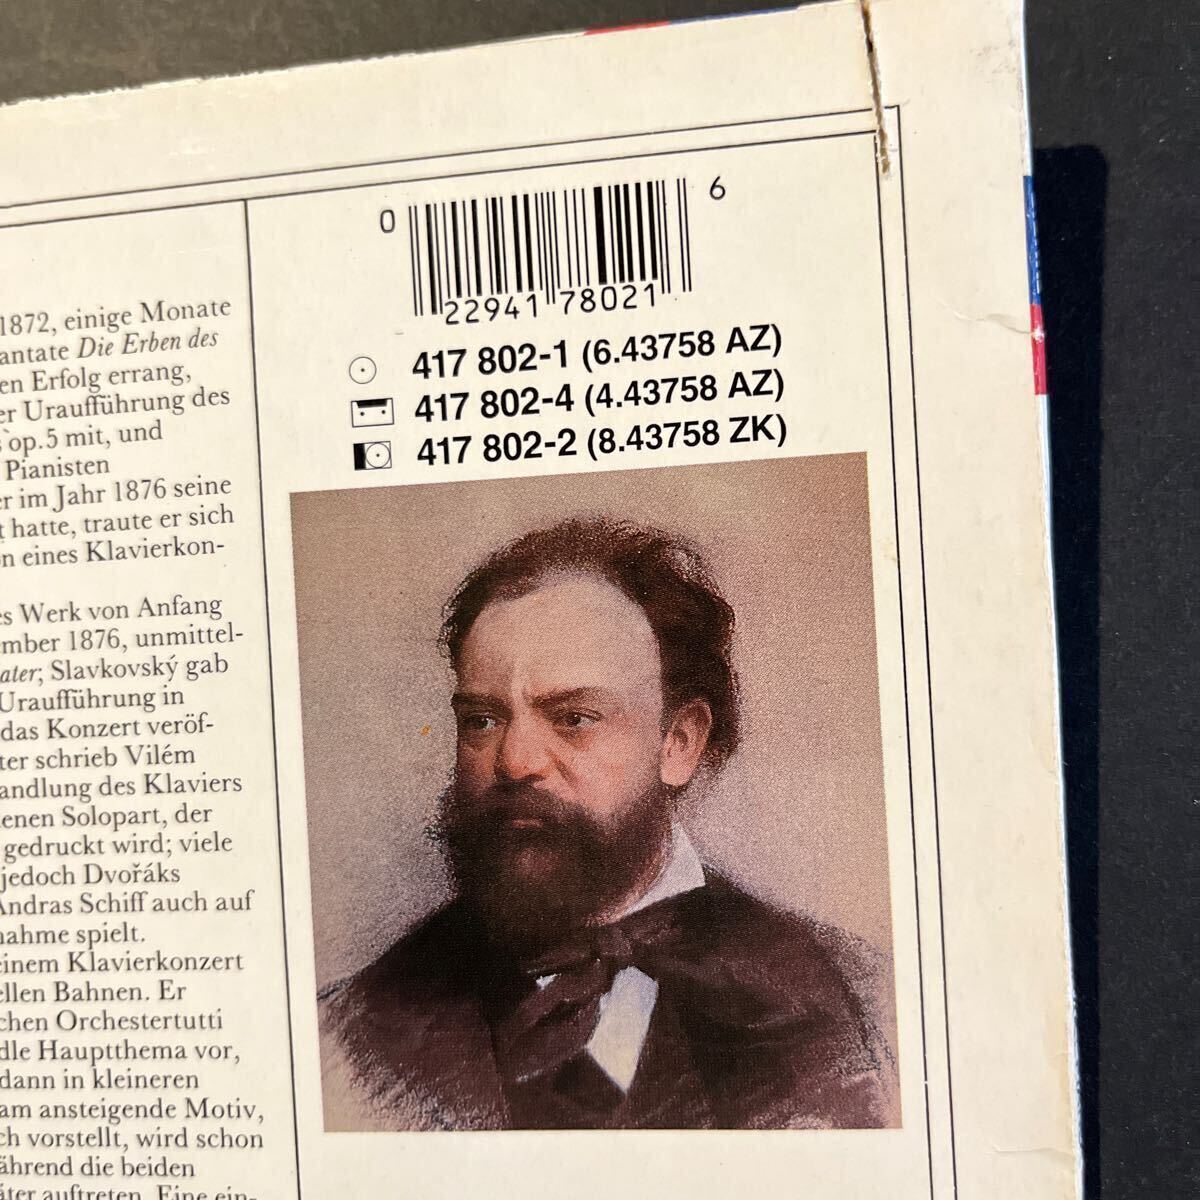 1872, einige Monate
antate Die Erben des
en Erfolg errang,
er Uraufführung des
op.5 mit, und
Pianisten
er im Jahr 1876 seine
t hatte, traute er sich
n eines Klavierkon-
es Werk von Anfang
ember 1876, unmittel-
ater; Slavkovský gab
Uraufführung in
das Konzert veröf-
ter schrieb Vilém
andlung des Klaviers
enen Solopart, der
gedruckt wird; viele
jedoch Dvořáks
Andras Schiff auch auf
nahme spielt.
einem Klavierkonzert
ellen Bahnen. Er
chen Orchestertutti
dle Hauptthema vor,
dann in kleineren
am ansteigende Motiv,
ch vorstellt, wird schon
ährend die beiden
äter auftreten. Eine ein-
0 22941 78021 6
417 802-1 (6.43758 AZ)
417 802-4 (4.43758 AZ)
417 802-2 (8.43758 ZK)